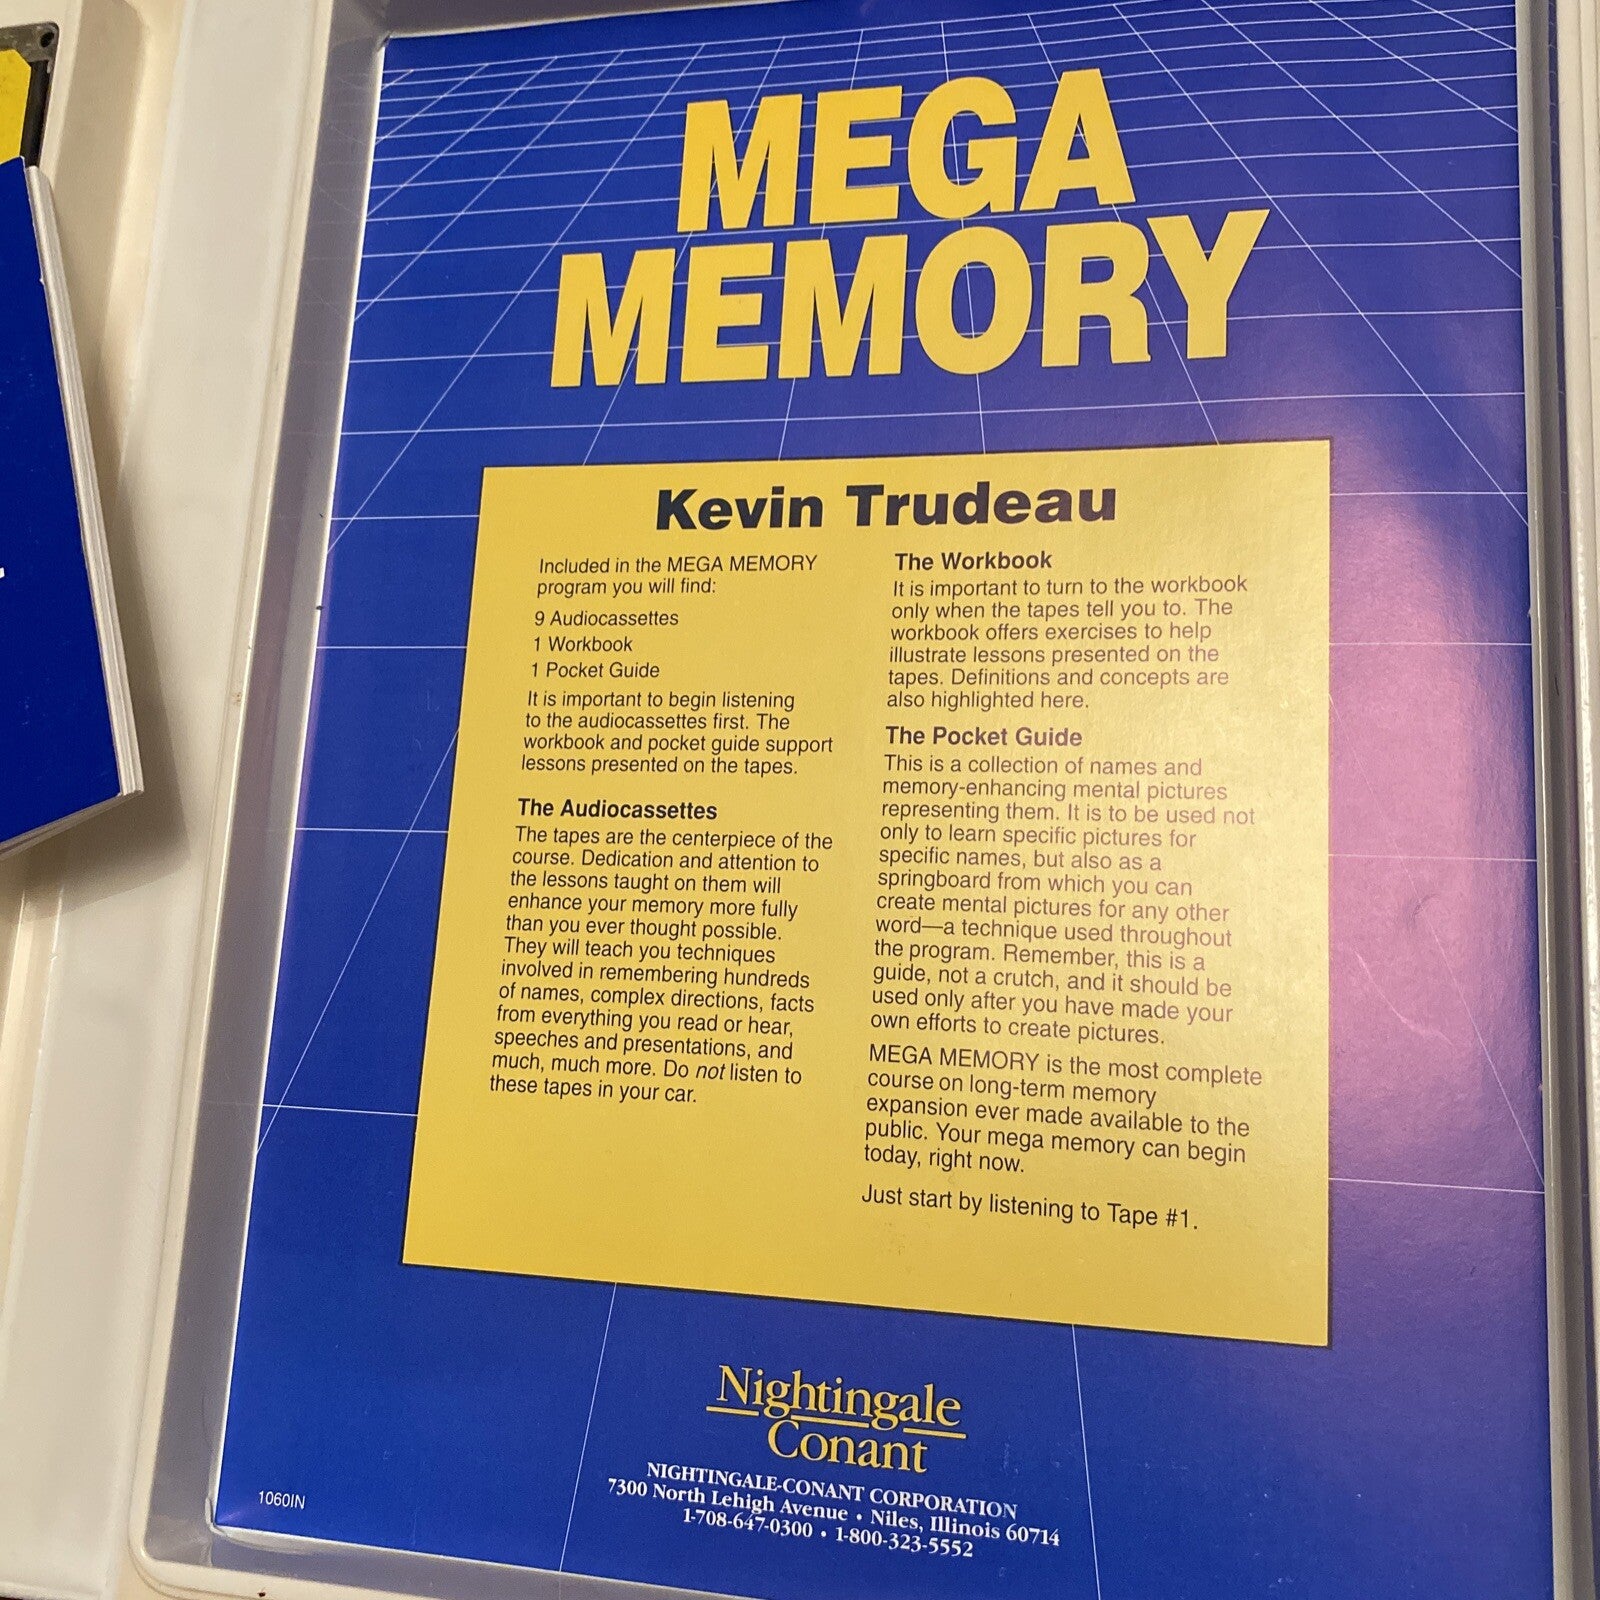 MEGA
MEMORY
Kevin Trudeau
Included in the MEGA MEMORY
program you will find:
9 Audiocassettes
1 Workbook
1 Pocket Guide
It is important to begin listening
to the audiocassettes first. The
workbook and pocket guide support
lessons presented on the tapes.
The Audiocassettes
The tapes are the centerpiece of the
course. Dedication and attention to
the lessons taught on them will
enhance your memory more fully
than you ever thought possible.
They will teach you techniques
involved in remembering hundreds
of names, complex directions, facts
from everything you read or hear,
speeches and presentations, and
much, much more. Do not listen to
these tapes in your car.
The Workbook
It is important to turn to the workbook
only when the tapes tell you to. The
workbook offers exercises to help
illustrate lessons presented on the
tapes. Definitions and concepts are
also highlighted here.
The Pocket Guide
This is a collection of names and
memory-enhancing mental pictures
representing them. It is to be used not
only to learn specific pictures for
specific names, but also as a
springboard from which you can
create mental pictures for any other
word—a technique used throughout
the program. Remember, this is a
guide, not a crutch, and it should be
used only after you have made your
own efforts to create pictures.
MEGA MEMORY is the most complete
course on long-term memory
expansion ever made available to the
public. Your mega memory can begin
today, right now.
Just start by listening to Tape #1.
Nightingale
Conant
NIGHTINGALE-CONANT CORPORATION
7300 North Lehigh Avenue • Niles, Illinois 60714
1-708-647-0300 • 1-800-323-5552
1060IN